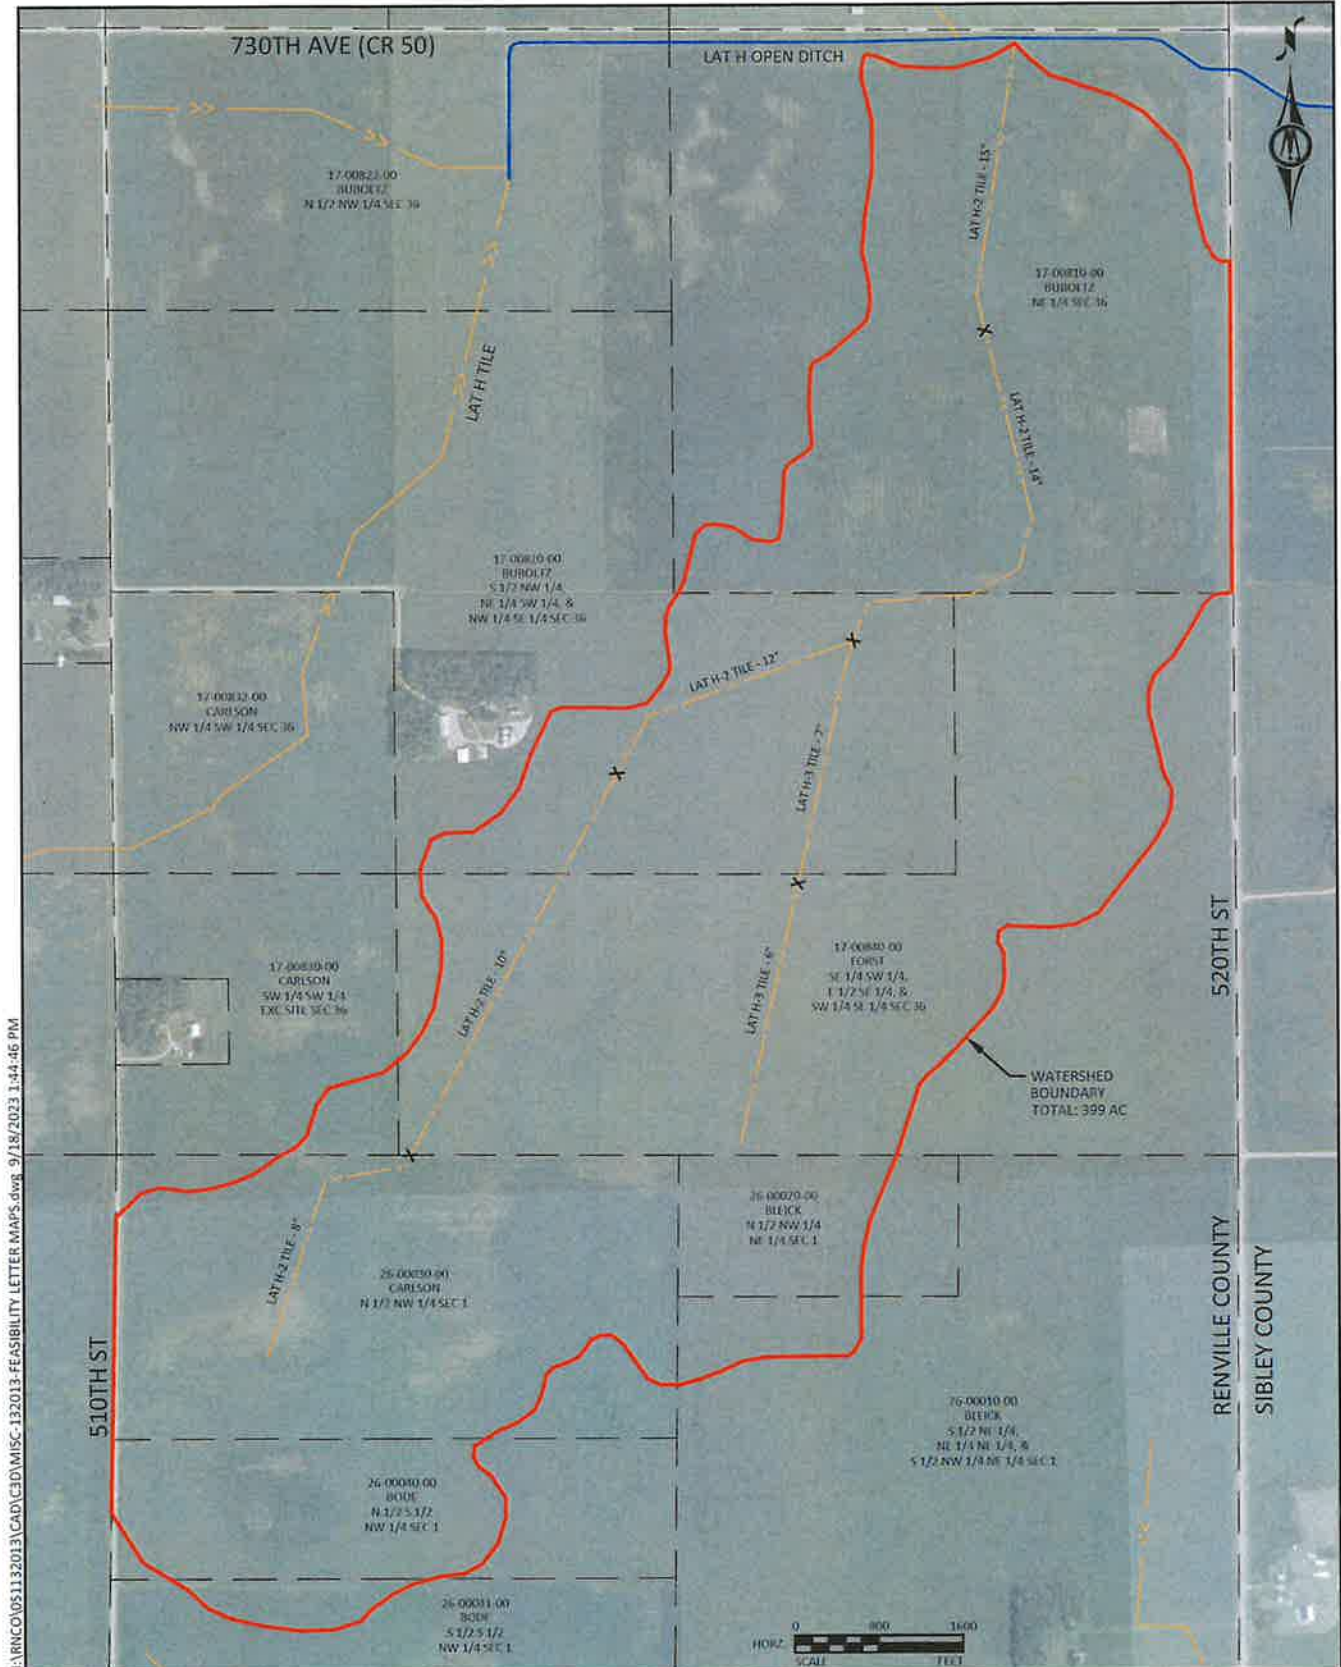 730TH AVE (CR 50)
LAT H OPEN DITCH
17-00822-00
BUBOLTZ
N 1/2 NW 1/4 SEC 36
LAT H-2 TILE - 15"
17-00810-00
BUBOLTZ
NE 1/4 SEC 36
LAT H TILE
LAT H-2 TILE - 14"
17-00820-00
BUBOLTZ
S 1/2 NW 1/4,
NE 1/4 SW 1/4, &
NW 1/4 SE 1/4 SEC 36
17-00832-00
CARLSON
NW 1/4 SW 1/4 SEC 36
LAT H-2 TILE - 12"
LAT H-3 TILE - 7"
17-00830-00
CARLSON
SW 1/4 SW 1/4
EXC SITE SEC 36
LAT H-2 TILE - 10"
LAT H-3 TILE - 6"
17-00840-00
FORST
SE 1/4 SW 1/4,
E 1/2 SE 1/4, &
SW 1/4 SE 1/4 SEC 36
520TH ST
WATERSHED
BOUNDARY
TOTAL: 399 AC
26-00020-00
BLEICK
N 1/2 NW 1/4
NE 1/4 SEC 1
LAT H-2 TILE - 8"
26-00030-00
CARLSON
N 1/2 NW 1/4 SEC 1
510TH ST
RENVILLE COUNTY
SIBLEY COUNTY
26-00010-00
BLEICK
S 1/2 NE 1/4,
NE 1/4 NE 1/4, &
S 1/2 NW 1/4 NE 1/4 SEC 1
26-00040-00
BODE
N 1/2 S 1/2
NW 1/4 SEC 1
26-00031-00
BODE
S 1/2 S 1/2
NW 1/4 SEC 1
0 800 1600
HORZ.
SCALE FEET
I:\RNCO\051132013\CAD\C3D\MISC-132013-FEASIBILITY LETTER MAPS.dwg 9/18/2023 1:44:46 PM